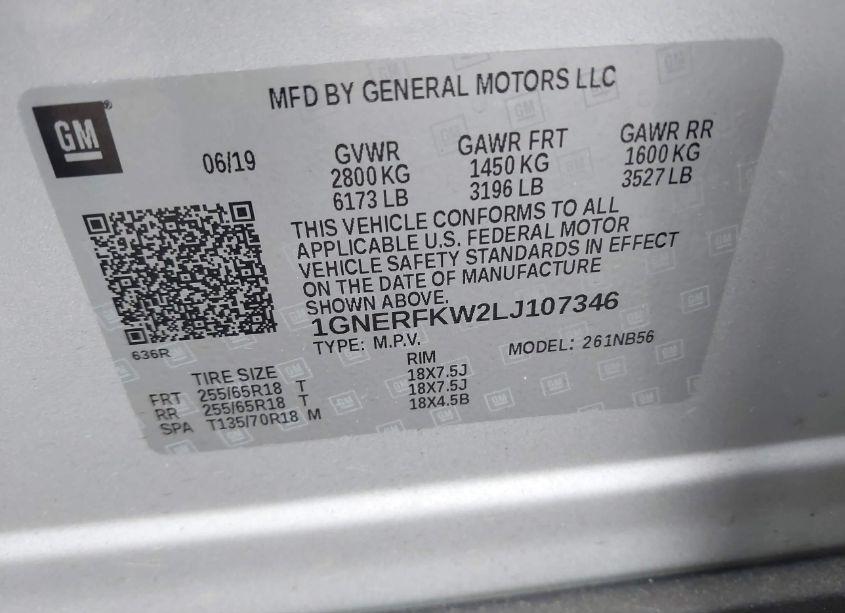 MFD BY GENERAL MOTORS LLC
GM®
06/19
GVWR GAWR FRT GAWR RR
2800 KG 1450 KG 1600 KG
6173 LB 3196 LB 3527 LB
THIS VEHICLE CONFORMS TO ALL
APPLICABLE U.S. FEDERAL MOTOR
VEHICLE SAFETY STANDARDS IN EFFECT
ON THE DATE OF MANUFACTURE
SHOWN ABOVE.
1GNERFKW2LJ107346
TYPE: M.P.V. MODEL: 261NB56
636R
TIRE SIZE RIM
FRT 255/65R18 T 18X7.5J
RR 255/65R18 T 18X7.5J
SPA T135/70R18 M 18X4.5B